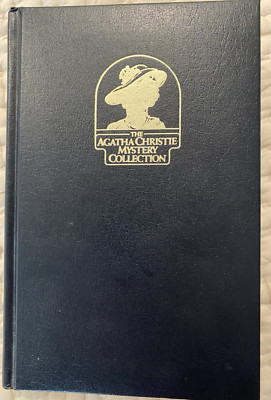 THE
AGATHA CHRISTIE
MYSTERY
COLLECTION